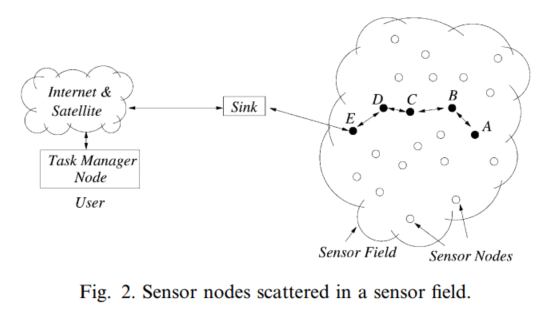 Internet &
Satellite
Sink
Task Manager
Node
User
E
D
C
B
A
Sensor Field
Sensor Nodes
Fig. 2. Sensor nodes scattered in a sensor field.